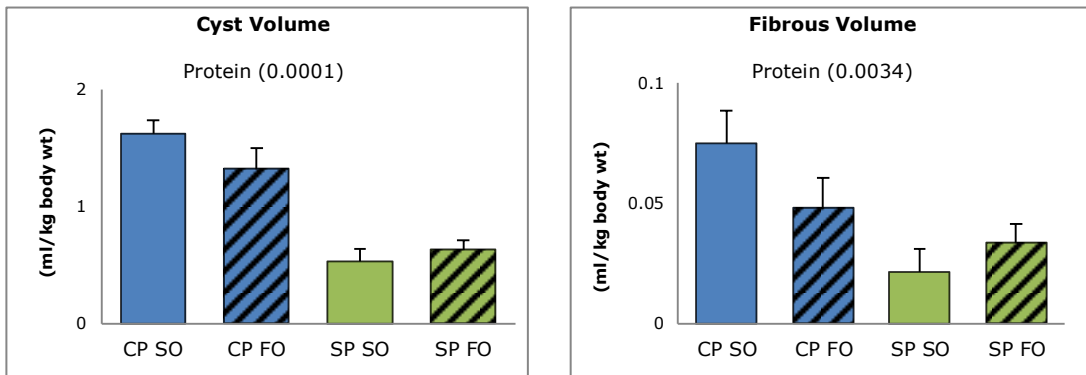 Cyst Volume
Protein (0.0001)
(ml/kg body wt)
2
1
0
CP SO CP FO SP SO SP FO
Fibrous Volume
Protein (0.0034)
(ml/kg body wt)
0.1
0.05
0
CP SO CP FO SP SO SP FO